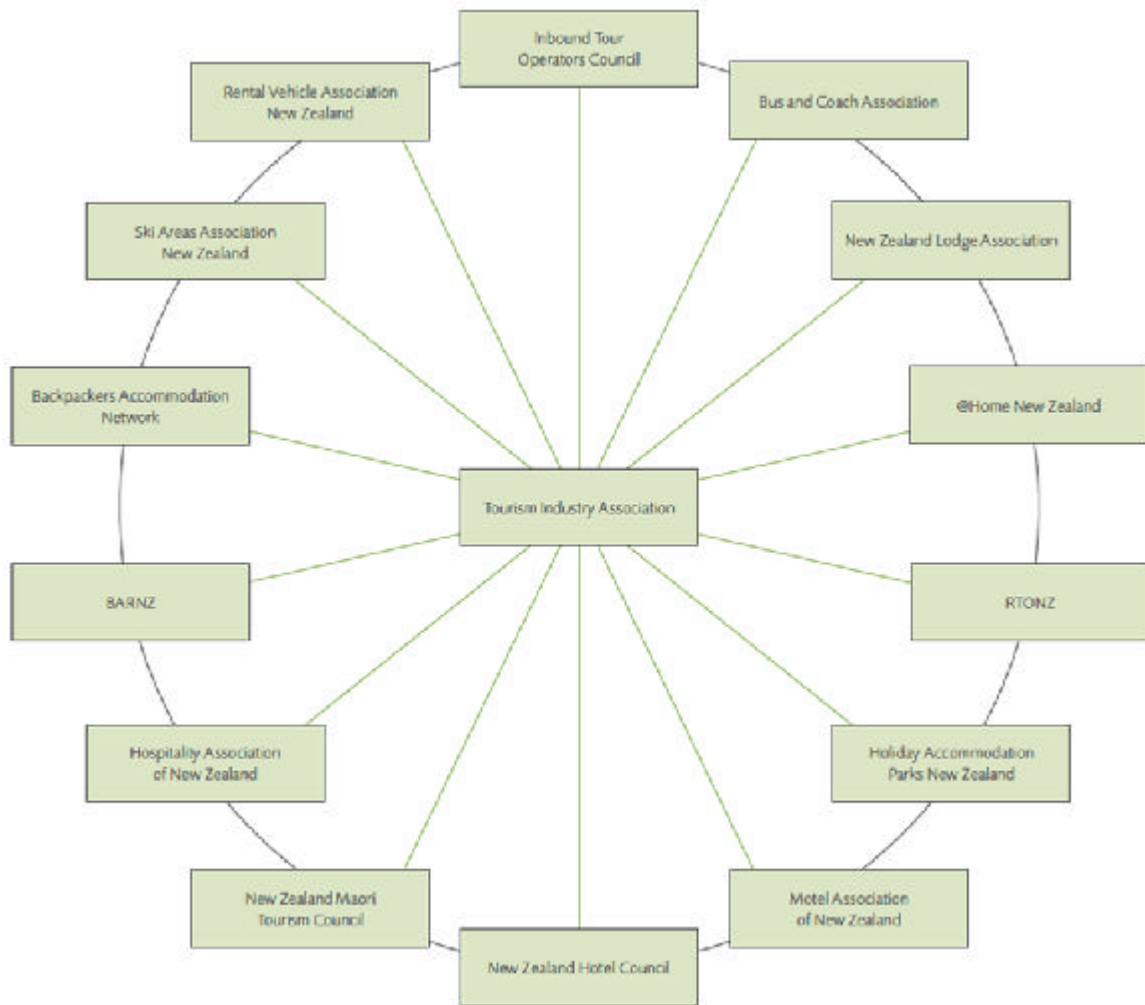 Inbound Tour
Operators Council
Rental Vehicle Association
New Zealand
Bus and Coach Association
Ski Areas Association
New Zealand
New Zealand Lodge Association
Backpackers Accommodation
Network
@Home New Zealand
Tourism Industry Association
BARNZ
RTONZ
Hospitality Association
of New Zealand
Holiday Accommodation
Parks New Zealand
New Zealand Maori
Tourism Council
Motel Association
of New Zealand
New Zealand Hotel Council